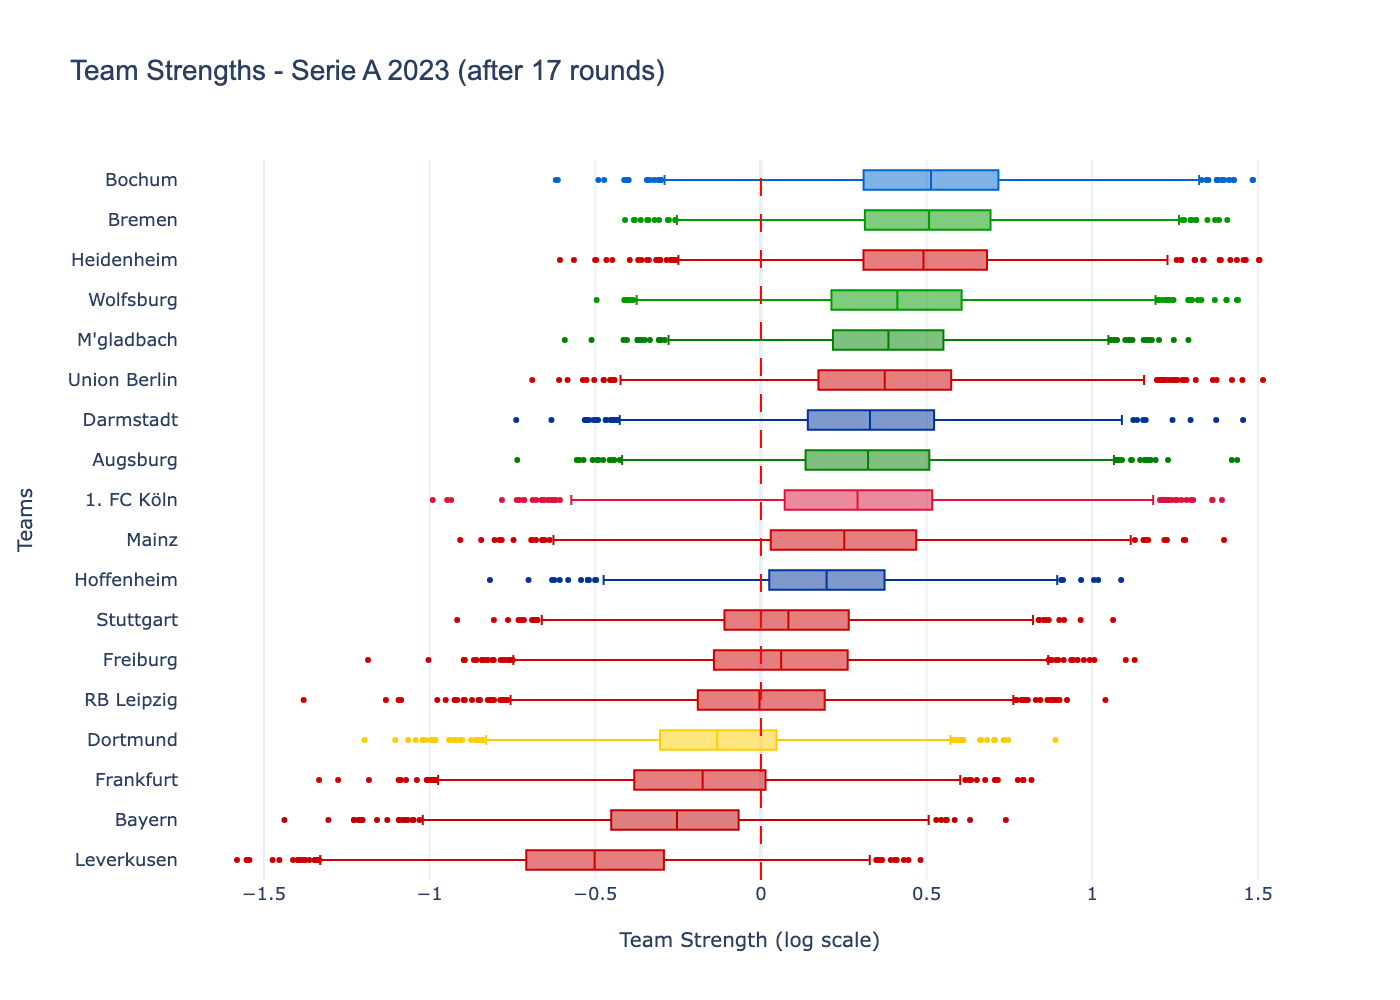 Team Strengths - Serie A 2023 (after 17 rounds)
Bochum
Bremen
Heidenheim
Wolfsburg
M'gladbach
Union Berlin
Darmstadt
Augsburg
1. FC Köln
Mainz
Hoffenheim
Stuttgart
Freiburg
RB Leipzig
Dortmund
Frankfurt
Bayern
Leverkusen
Teams
−1.5 −1 −0.5 0 0.5 1 1.5
Team Strength (log scale)